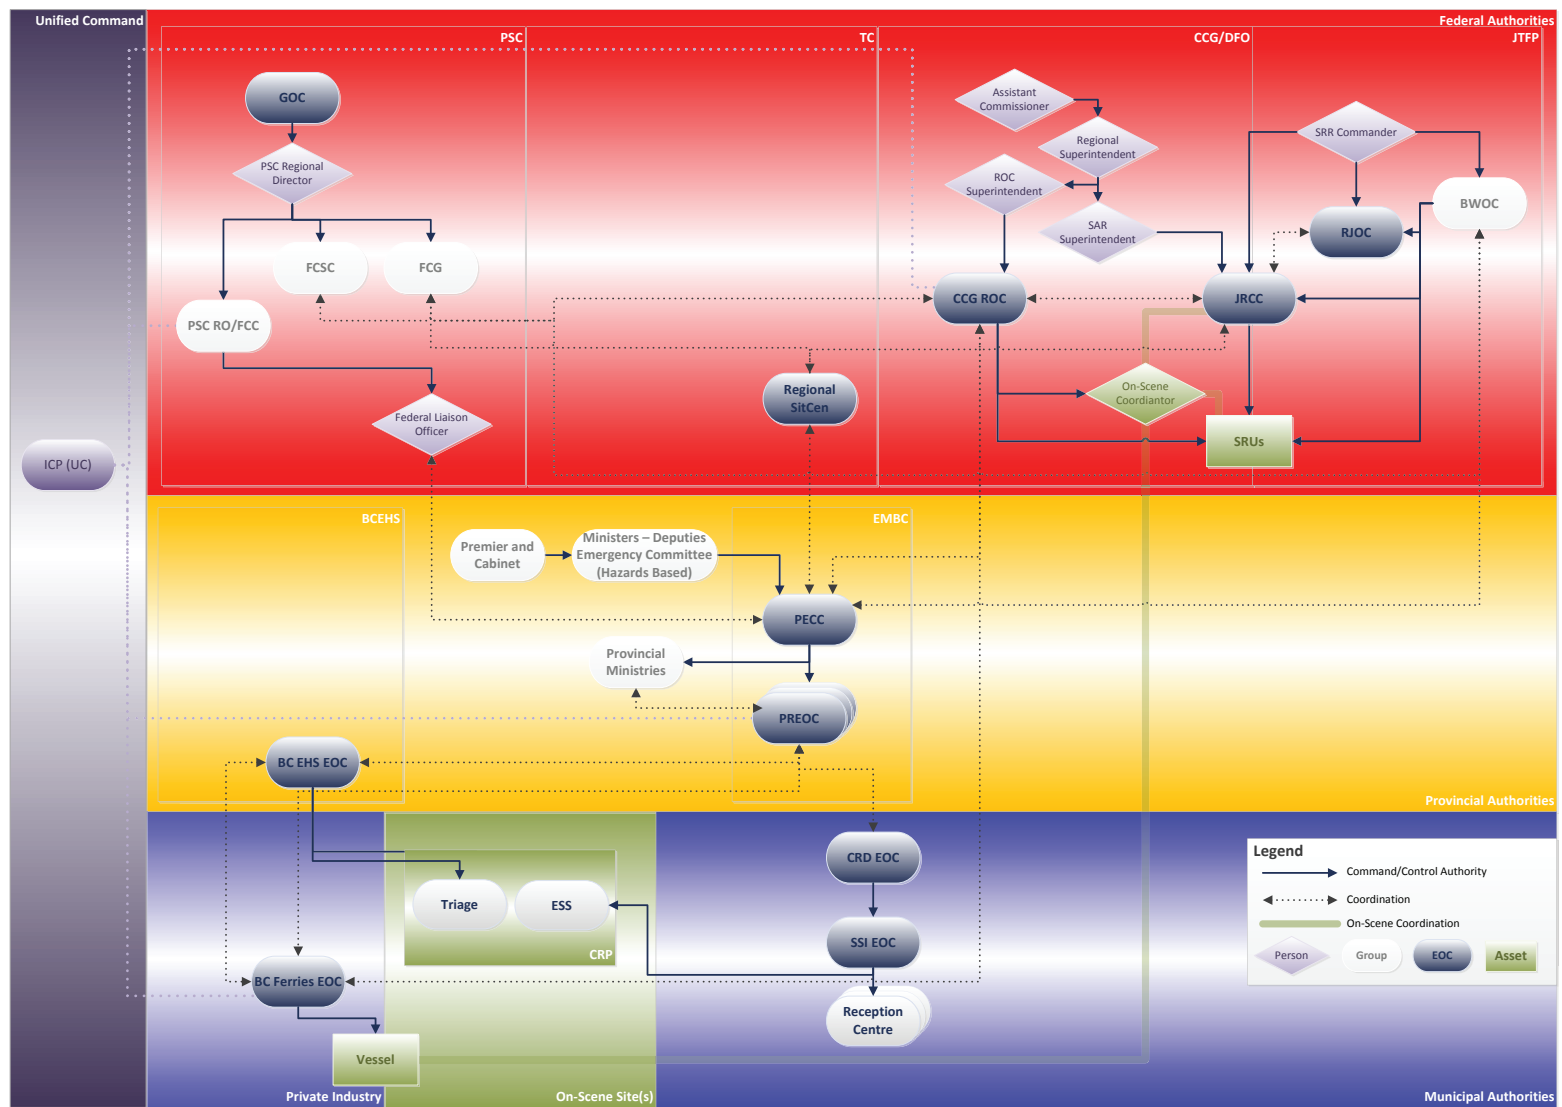 Unified Command
Federal Authorities
PSC
TC
CCG/DFO
JTFP
GOC
Assistant
Commissioner
SRR Commander
Regional
Superintendent
PSC Regional
Director
ROC
Superintendent
BWOC
SAR
Superintendent
RJOC
FCSC
FCG
CCG ROC
JRCC
PSC RO/FCC
Regional
SitCen
On-Scene
Coordiantor
Federal Liaison
Officer
SRUs
ICP (UC)
BCEHS
EMBC
Premier and
Cabinet
Ministers – Deputies
Emergency Committee
(Hazards Based)
PECC
Provincial
Ministries
PREOC
BC EHS EOC
Provincial Authorities
CRD EOC
Legend
Command/Control Authority
Coordination
On-Scene Coordination
Person
Group
EOC
Asset
Triage
ESS
CRP
SSI EOC
BC Ferries EOC
Reception
Centre
Vessel
Private Industry
On-Scene Site(s)
Municipal Authorities